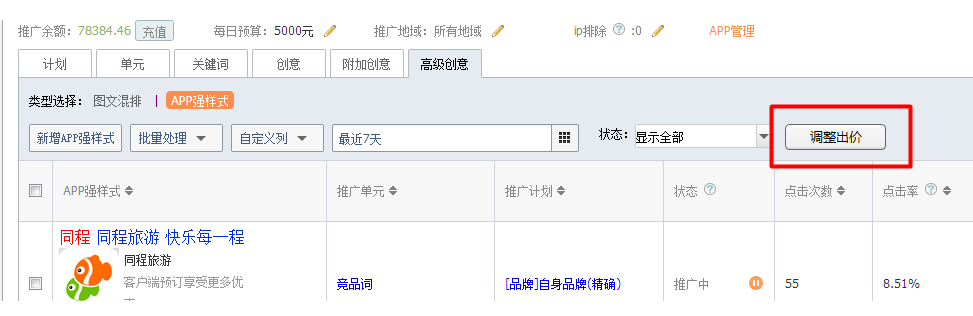 推广余额：78384.46 充值 每日预算：5000元 推广地域：所有地域 ip排除 :0 APP管理
计划 单元 关键词 创意 附加创意 高级创意
类型选择： 图文混排 | APP强样式
新增APP强样式 批量处理 自定义列 最近7天 状态： 显示全部 调整出价
APP强样式 推广单元 推广计划 状态 点击次数 点击率
同程 同程旅游 快乐每一程
同程旅游
客户端预订享受更多优
竞品词 [品牌]自身品牌(精确) 推广中 55 8.51%